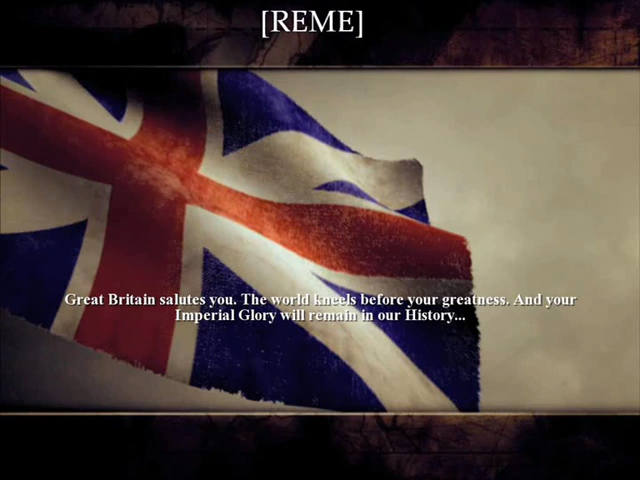 [REME]
Great Britain salutes you. The world kneels before your greatness. And your
Imperial Glory will remain in our History...